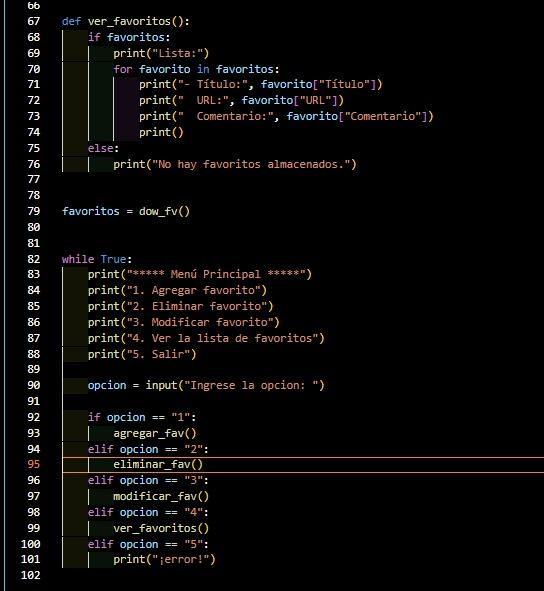 66
67 def ver_favoritos():
68     if favoritos:
69         print("Lista:")
70         for favorito in favoritos:
71             print("- Título:", favorito["Título"])
72             print("  URL:", favorito["URL"])
73             print("  Comentario:", favorito["Comentario"])
74             print()
75     else:
76         print("No hay favoritos almacenados.")
77
78
79 favoritos = dow_fv()
80
81
82 while True:
83     print("***** Menú Principal *****")
84     print("1. Agregar favorito")
85     print("2. Eliminar favorito")
86     print("3. Modificar favorito")
87     print("4. Ver la lista de favoritos")
88     print("5. Salir")
89
90     opcion = input("Ingrese la opcion: ")
91
92     if opcion == "1":
93         agregar_fav()
94     elif opcion == "2":
95         eliminar_fav()
96     elif opcion == "3":
97         modificar_fav()
98     elif opcion == "4":
99         ver_favoritos()
100     elif opcion == "5":
101         print("¡error!")
102